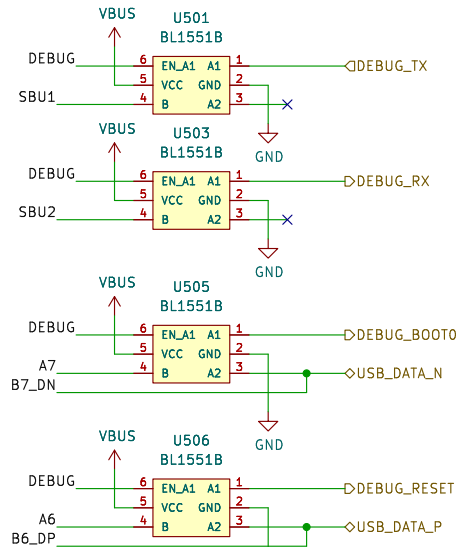 VBUS
U501
BL1551B
DEBUG 6 EN_A1 A1 1 DEBUG_TX
5 VCC GND 2
SBU1 4 B A2 3
GND
VBUS
U503
BL1551B
DEBUG 6 EN_A1 A1 1 DEBUG_RX
5 VCC GND 2
SBU2 4 B A2 3
GND
VBUS
U505
BL1551B
DEBUG 6 EN_A1 A1 1 DEBUG_BOOT0
5 VCC GND 2
A7 4 B A2 3 USB_DATA_N
B7_DN
GND
VBUS
U506
BL1551B
DEBUG 6 EN_A1 A1 1 DEBUG_RESET
5 VCC GND 2
A6 4 B A2 3 USB_DATA_P
B6_DP